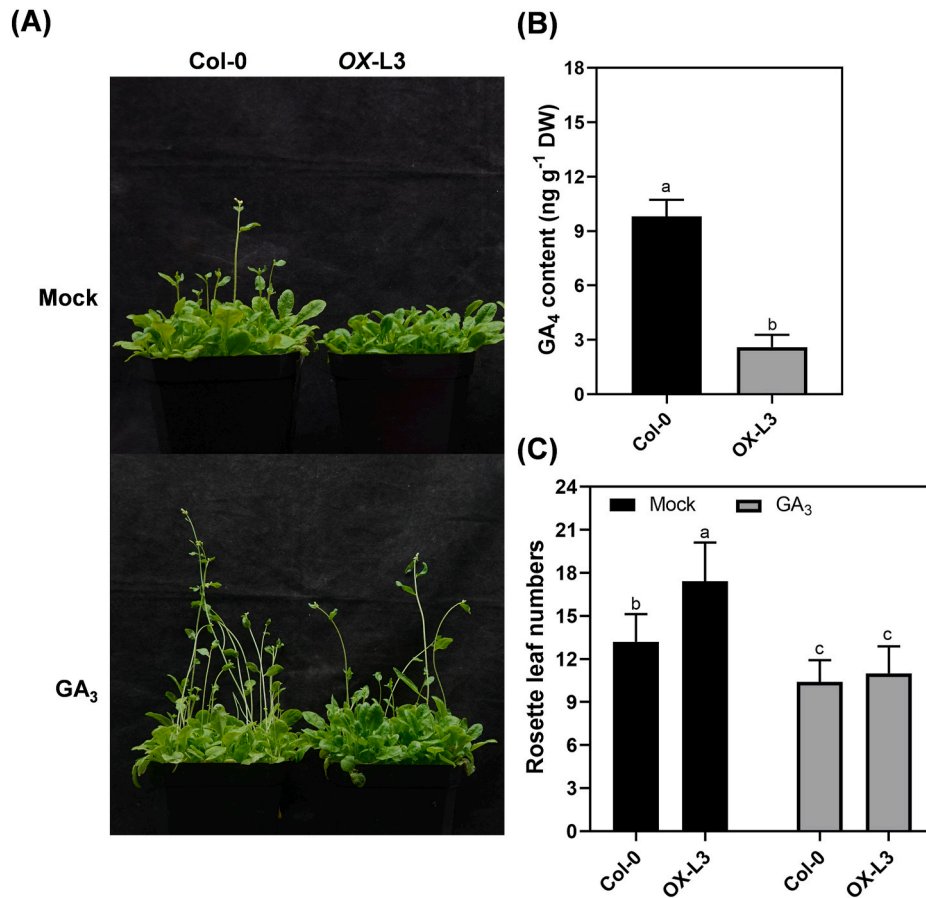 (A)
Col-0 OX-L3
Mock
GA₃
(B)
GA₄ content (ng g⁻¹ DW)
18
15
12
9
6
3
0
a
b
Col-0
OX-L3
(C)
Rosette leaf numbers
24
21
18
15
12
9
6
3
0
Mock GA₃
b
a
c
c
Col-0
OX-L3
Col-0
OX-L3